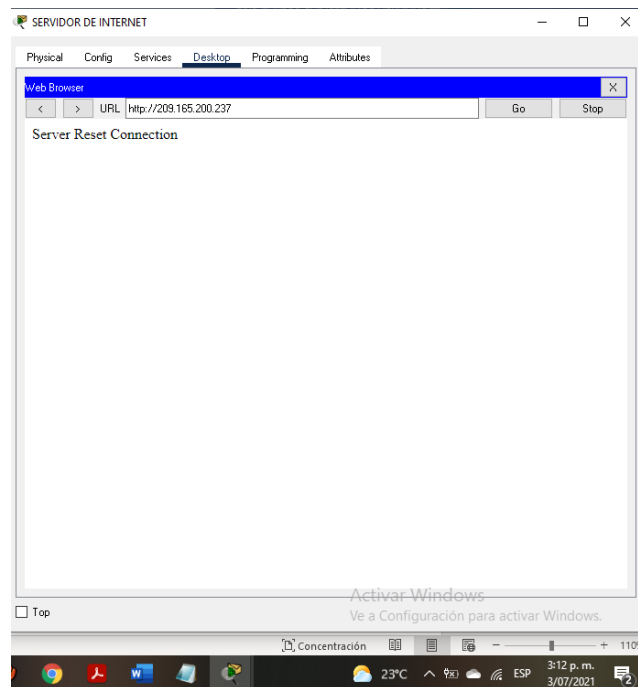 SERVIDOR DE INTERNET
Physical Config Services Desktop Programming Attributes
Web Browser X
< > URL http://209.165.200.237 Go Stop
Server Reset Connection
Activar Windows
Top
Ve a Configuración para activar Windows.
Concentración - + 110%
W 23°C ESP 3:12 p. m.
3/07/2021
2